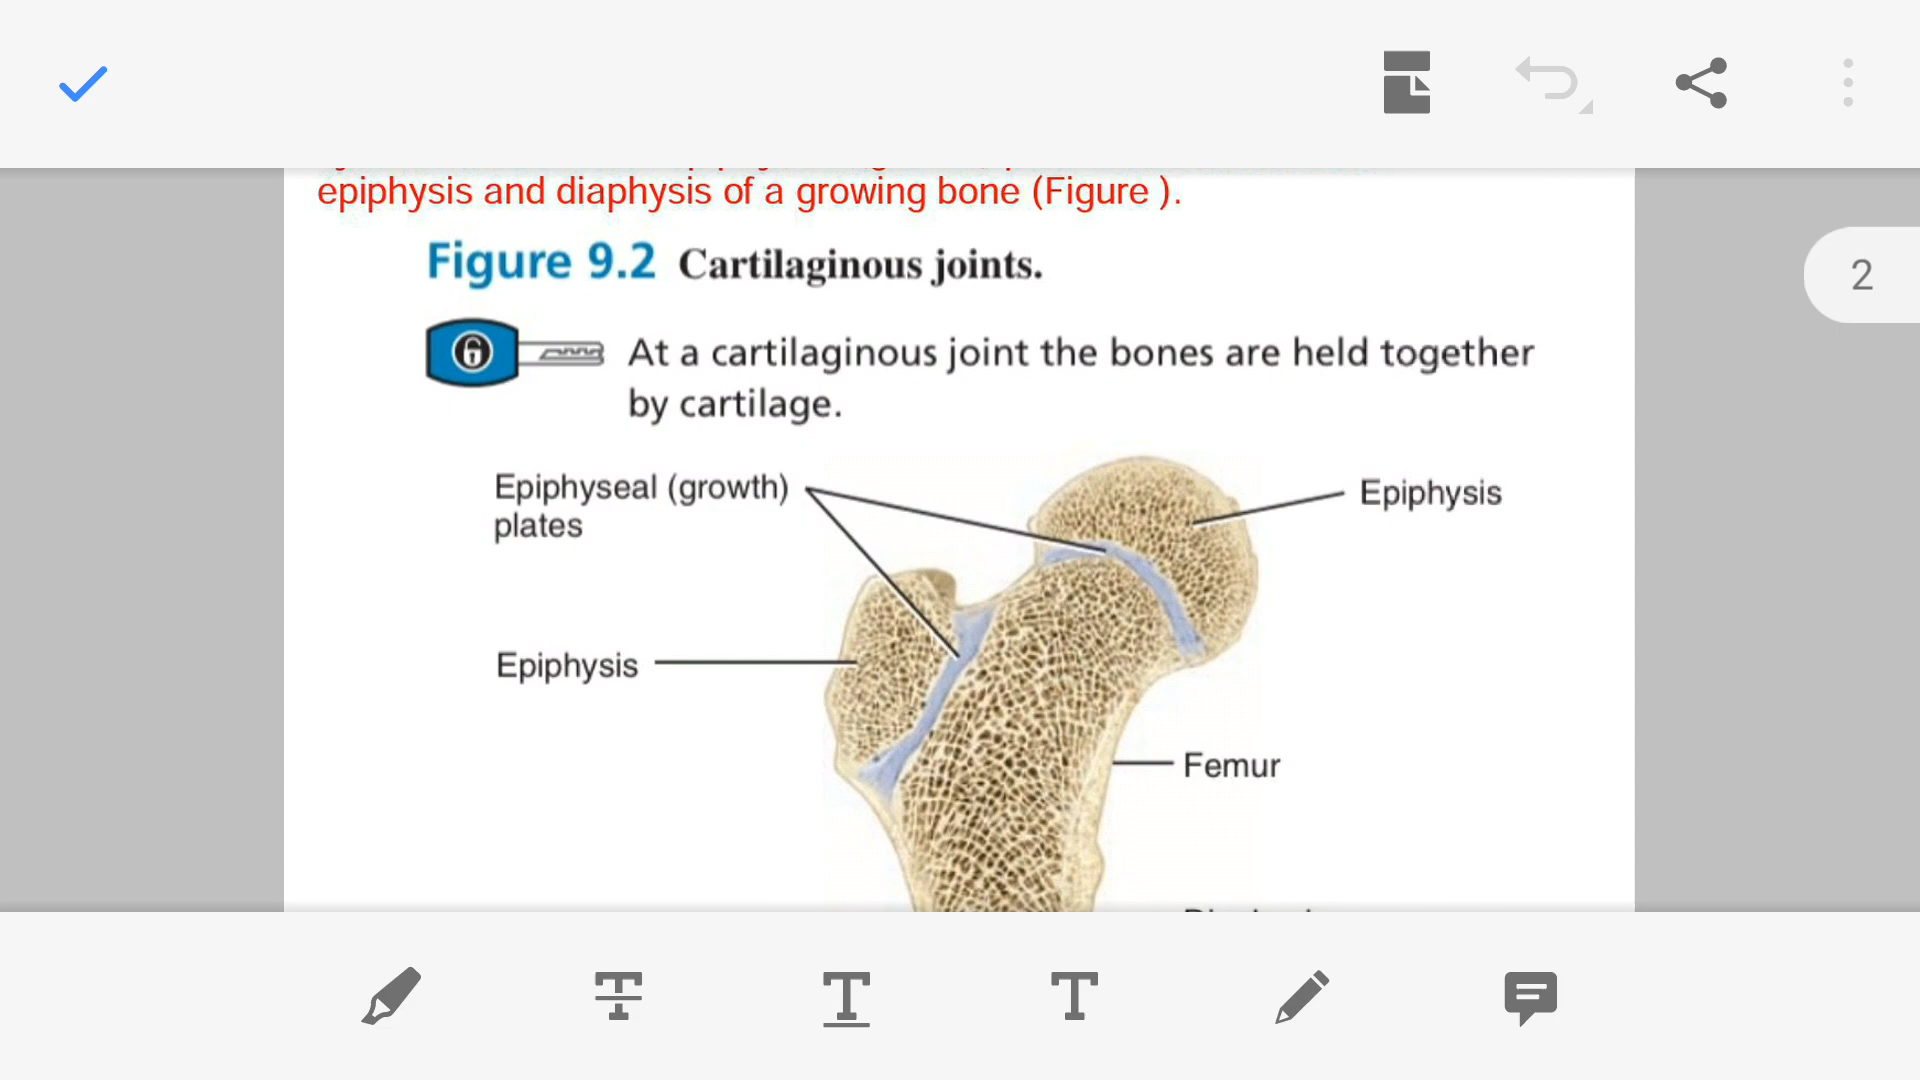 epiphysis and diaphysis of a growing bone (Figure ).
Figure 9.2 Cartilaginous joints.
At a cartilaginous joint the bones are held together
by cartilage.
Epiphyseal (growth)
plates
Epiphysis
Epiphysis
Femur
2